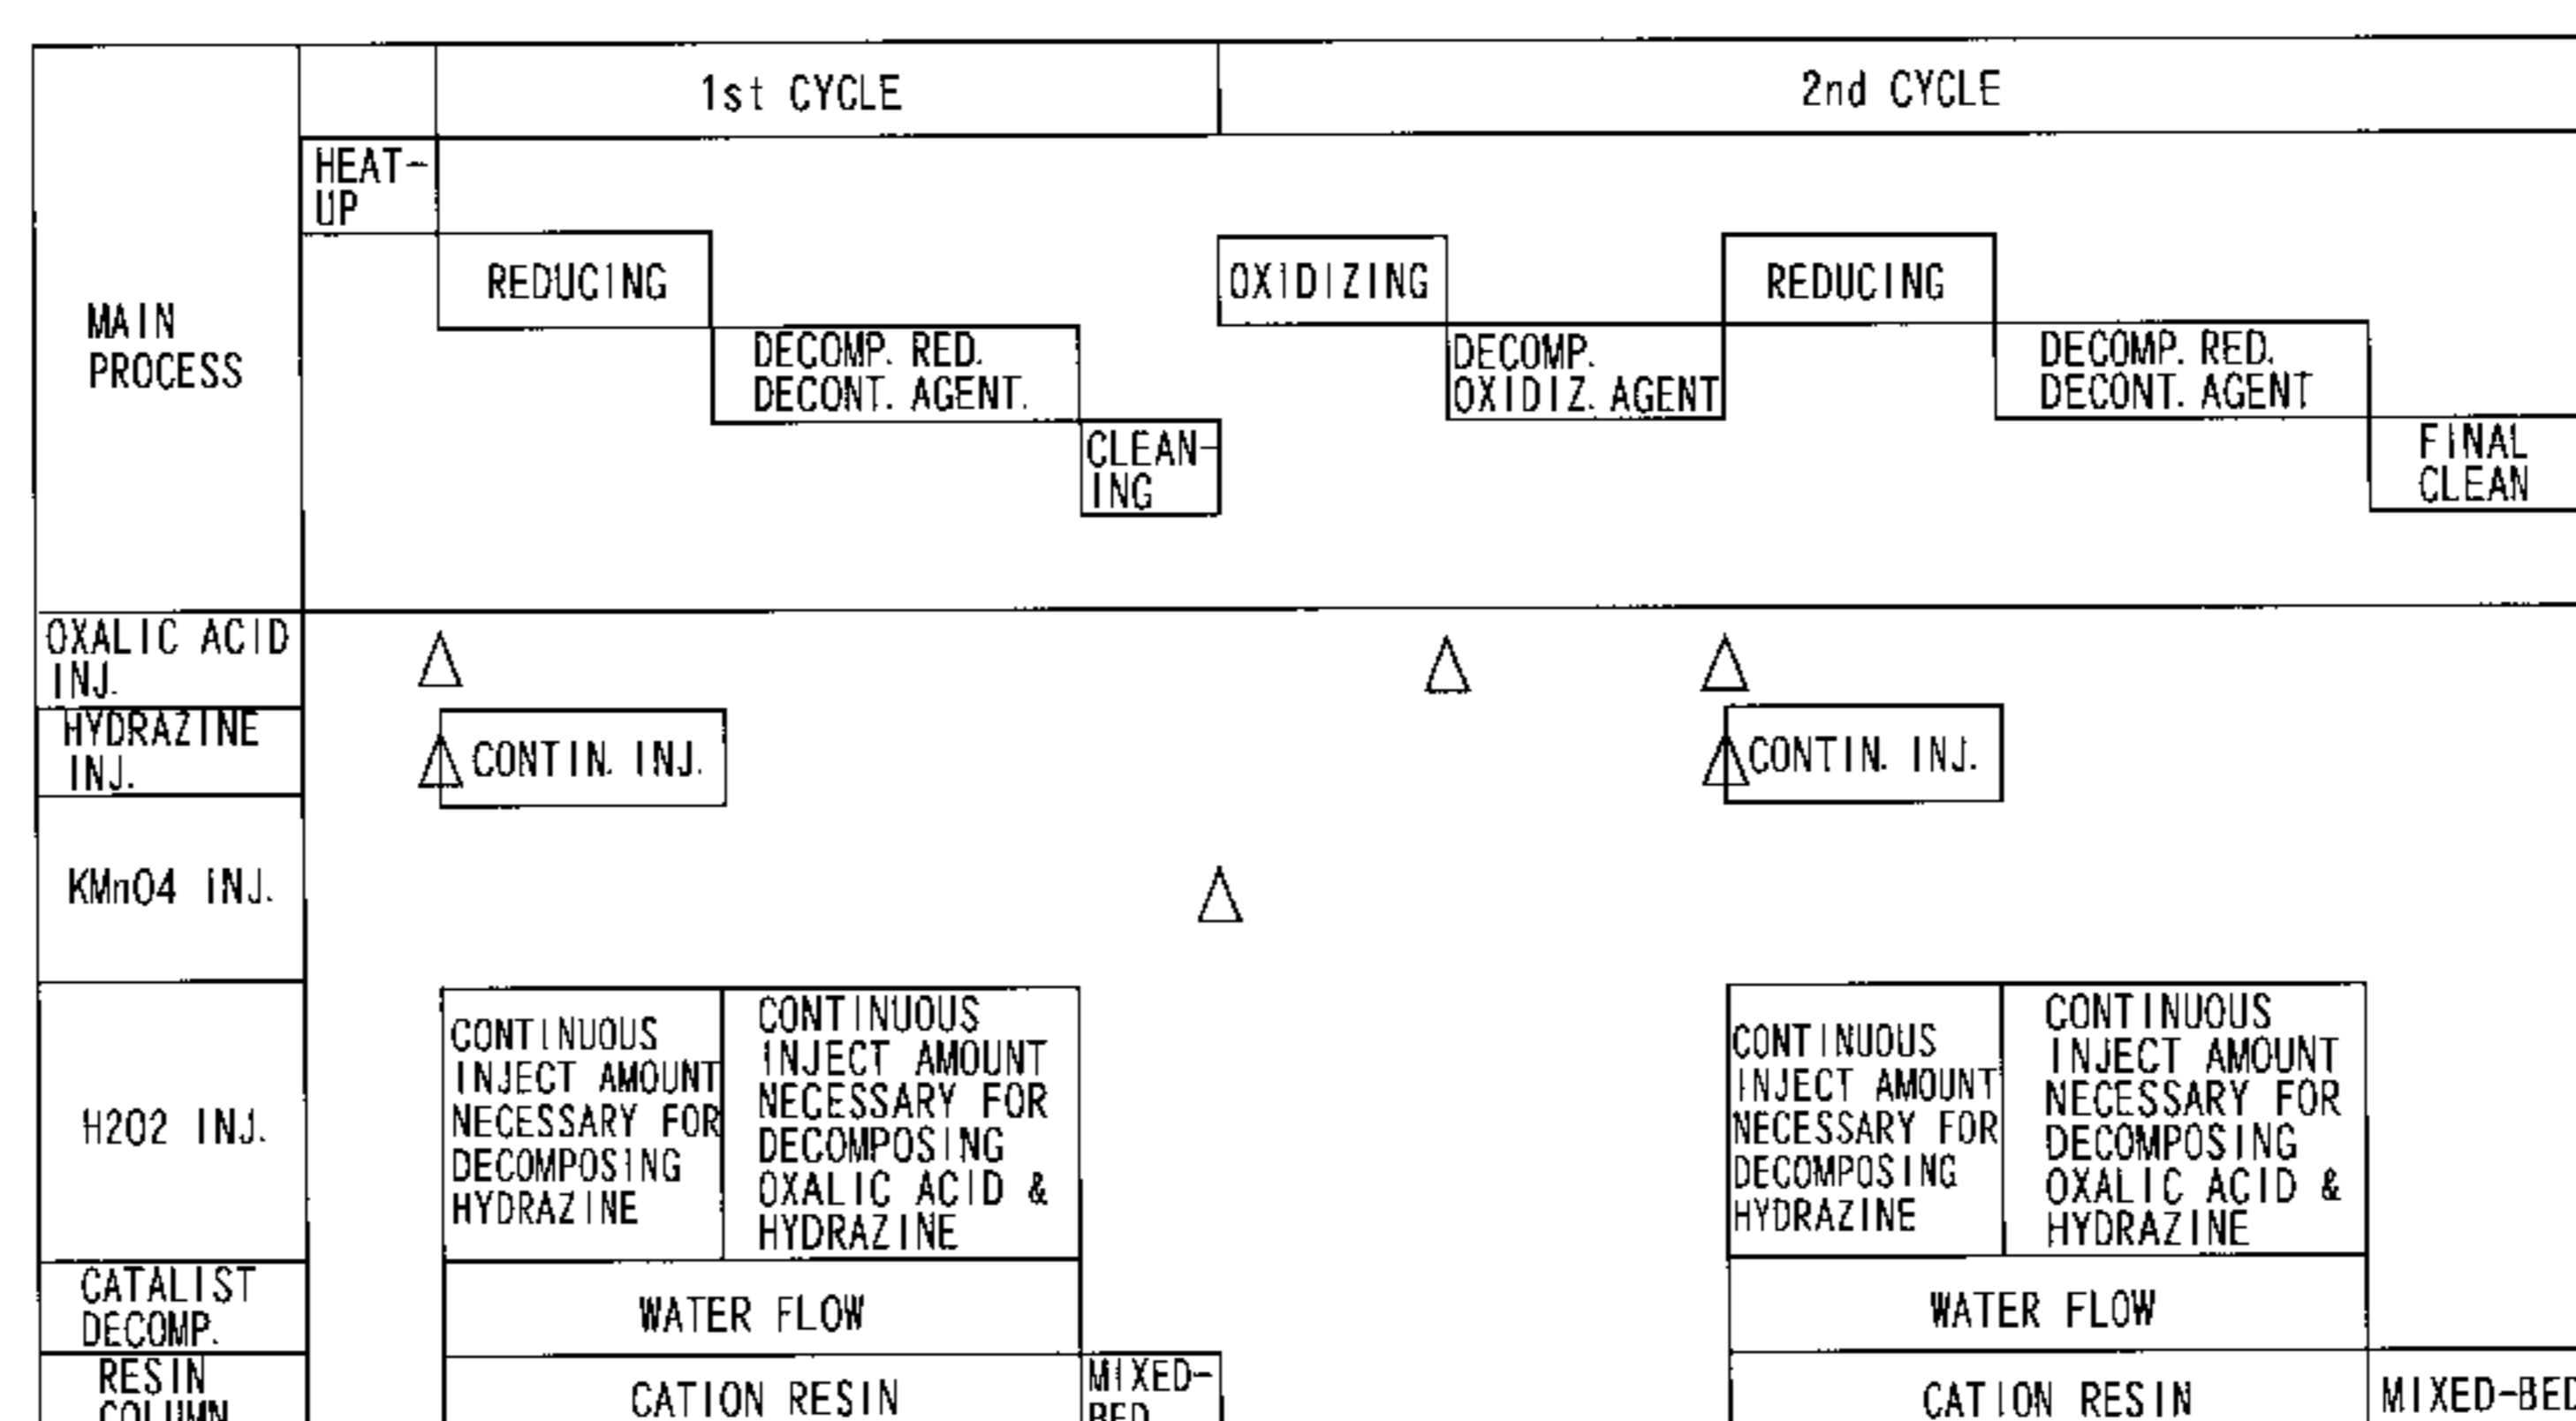 1st CYCLE
2nd CYCLE
MAIN
PROCESS
HEAT-
UP
REDUCING
DECOMP. RED.
DECONT. AGENT.
CLEAN-
ING
OXIDIZING
DECOMP.
OXIDIZ. AGENT
REDUCING
DECOMP. RED.
DECONT. AGENT
FINAL
CLEAN
OXALIC ACID
INJ.
HYDRAZINE
INJ.
CONTIN. INJ.
CONTIN. INJ.
KMnO4 INJ.
H2O2 INJ.
CONTINUOUS
INJECT AMOUNT
NECESSARY FOR
DECOMPOSING
HYDRAZINE
CONTINUOUS
INJECT AMOUNT
NECESSARY FOR
DECOMPOSING
OXALIC ACID &
HYDRAZINE
CONTINUOUS
INJECT AMOUNT
NECESSARY FOR
DECOMPOSING
HYDRAZINE
CONTINUOUS
INJECT AMOUNT
NECESSARY FOR
DECOMPOSING
OXALIC ACID &
HYDRAZINE
CATALIST
DECOMP.
WATER FLOW
WATER FLOW
RESIN
COLUMN
CATION RESIN
MIXED-
BED
CATION RESIN
MIXED-BED